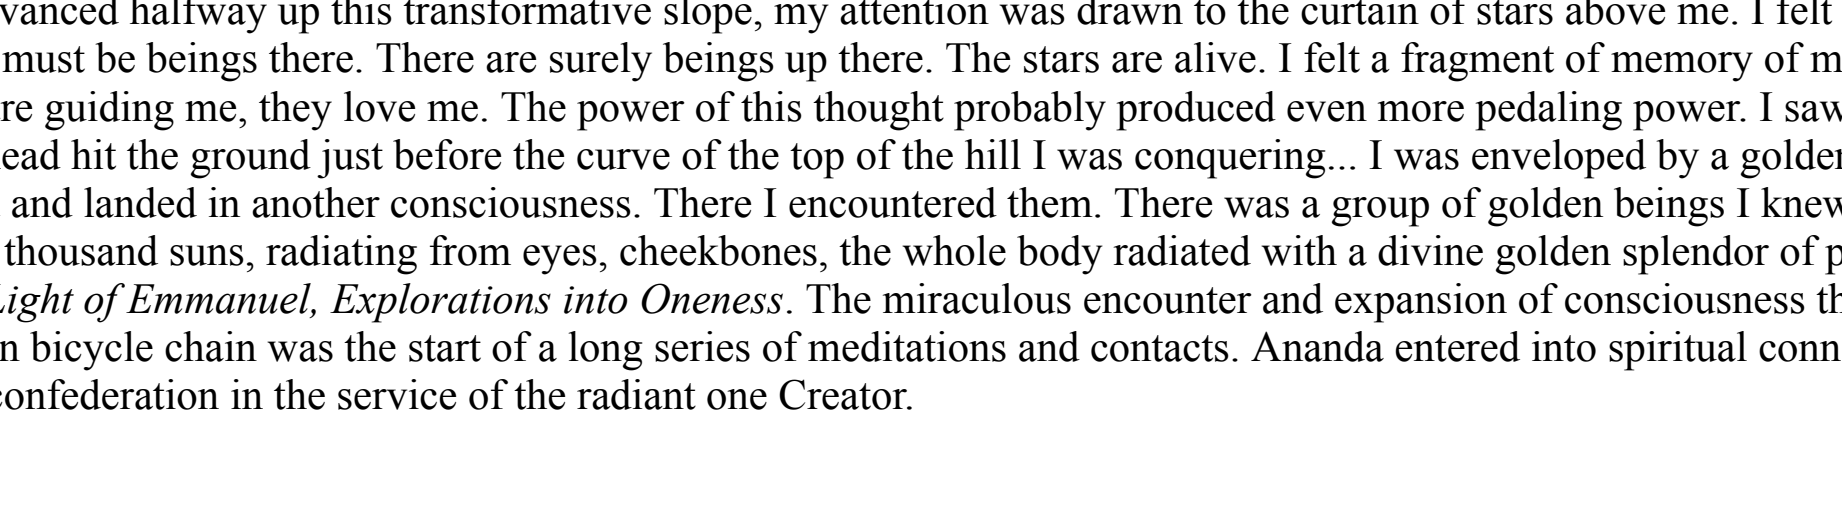 vanced halfway up this transformative slope, my attention was drawn to the curtain of stars above me. I felt
must be beings there. There are surely beings up there. The stars are alive. I felt a fragment of memory of m
re guiding me, they love me. The power of this thought probably produced even more pedaling power. I saw
ead hit the ground just before the curve of the top of the hill I was conquering... I was enveloped by a golden
and landed in another consciousness. There I encountered them. There was a group of golden beings I knew
thousand suns, radiating from eyes, cheekbones, the whole body radiated with a divine golden splendor of p
Light of Emmanuel, Explorations into Oneness. The miraculous encounter and expansion of consciousness th
n bicycle chain was the start of a long series of meditations and contacts. Ananda entered into spiritual conn
confederation in the service of the radiant one Creator.